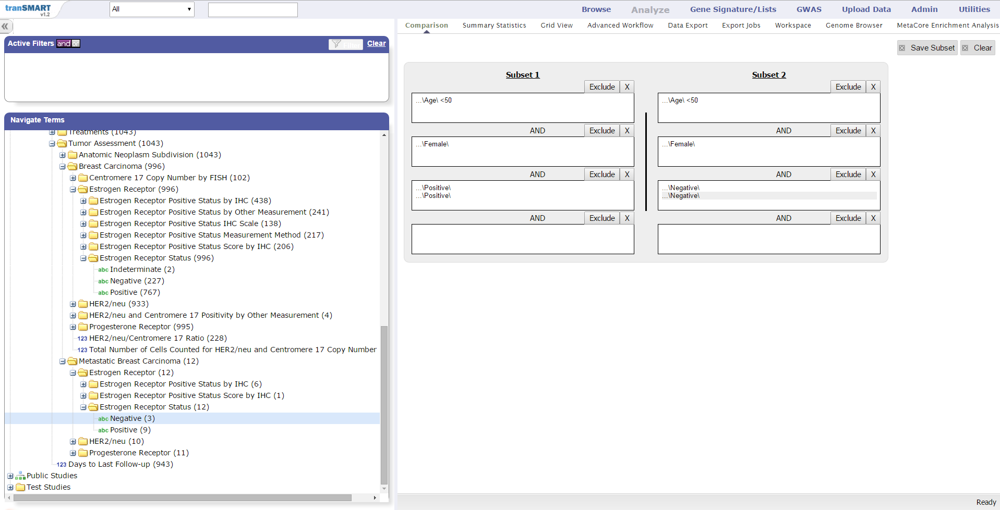 tranSMART
v1.2
All
Browse Analyze Gene Signature/Lists GWAS Upload Data Admin Utilities
Comparison Summary Statistics Grid View Advanced Workflow Data Export Export Jobs Workspace Genome Browser MetaCore Enrichment Analysis
Active Filters and or Filter Clear
Navigate Terms
Treatments (1043)
Tumor Assessment (1043)
Anatomic Neoplasm Subdivision (1043)
Breast Carcinoma (996)
Centromere 17 Copy Number by FISH (102)
Estrogen Receptor (996)
Estrogen Receptor Positive Status by IHC (438)
Estrogen Receptor Positive Status by Other Measurement (241)
Estrogen Receptor Positive Status IHC Scale (138)
Estrogen Receptor Positive Status Measurement Method (217)
Estrogen Receptor Positive Status Score by IHC (206)
Estrogen Receptor Status (996)
abc Indeterminate (2)
abc Negative (227)
abc Positive (767)
HER2/neu (933)
HER2/neu and Centromere 17 Positivity by Other Measurement (4)
Progesterone Receptor (995)
123 HER2/neu/Centromere 17 Ratio (228)
123 Total Number of Cells Counted for HER2/neu and Centromere 17 Copy Number
Metastatic Breast Carcinoma (12)
Estrogen Receptor (12)
Estrogen Receptor Positive Status by IHC (6)
Estrogen Receptor Positive Status Score by IHC (1)
Estrogen Receptor Status (12)
abc Negative (3)
abc Positive (9)
HER2/neu (10)
Progesterone Receptor (11)
123 Days to Last Follow-up (943)
Public Studies
Test Studies
Save Subset Clear
Subset 1
Exclude X
...\Age\ <50
AND Exclude X
...\Female\
AND Exclude X
...\Positive\
...\Positive\
AND Exclude X
Subset 2
Exclude X
...\Age\ <50
AND Exclude X
...\Female\
AND Exclude X
...\Negative\
...\Negative\
AND Exclude X
Ready